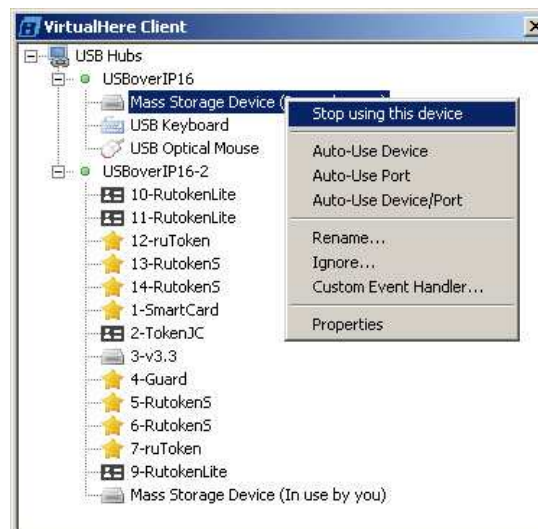 VirtualHere Client
USB Hubs
USBoverIP16
Mass Storage Device (
Stop using this device
USB Keyboard
Auto-Use Device
USB Optical Mouse
Auto-Use Port
USBoverIP16-2
Auto-Use Device/Port
10-RutokenLite
11-RutokenLite
Rename...
12-ruToken
Ignore...
13-RutokenS
Custom Event Handler...
14-RutokenS
1-SmartCard
Properties
2-TokenJC
3-v3.3
4-Guard
5-RutokenS
6-RutokenS
7-ruToken
9-RutokenLite
Mass Storage Device (In use by you)